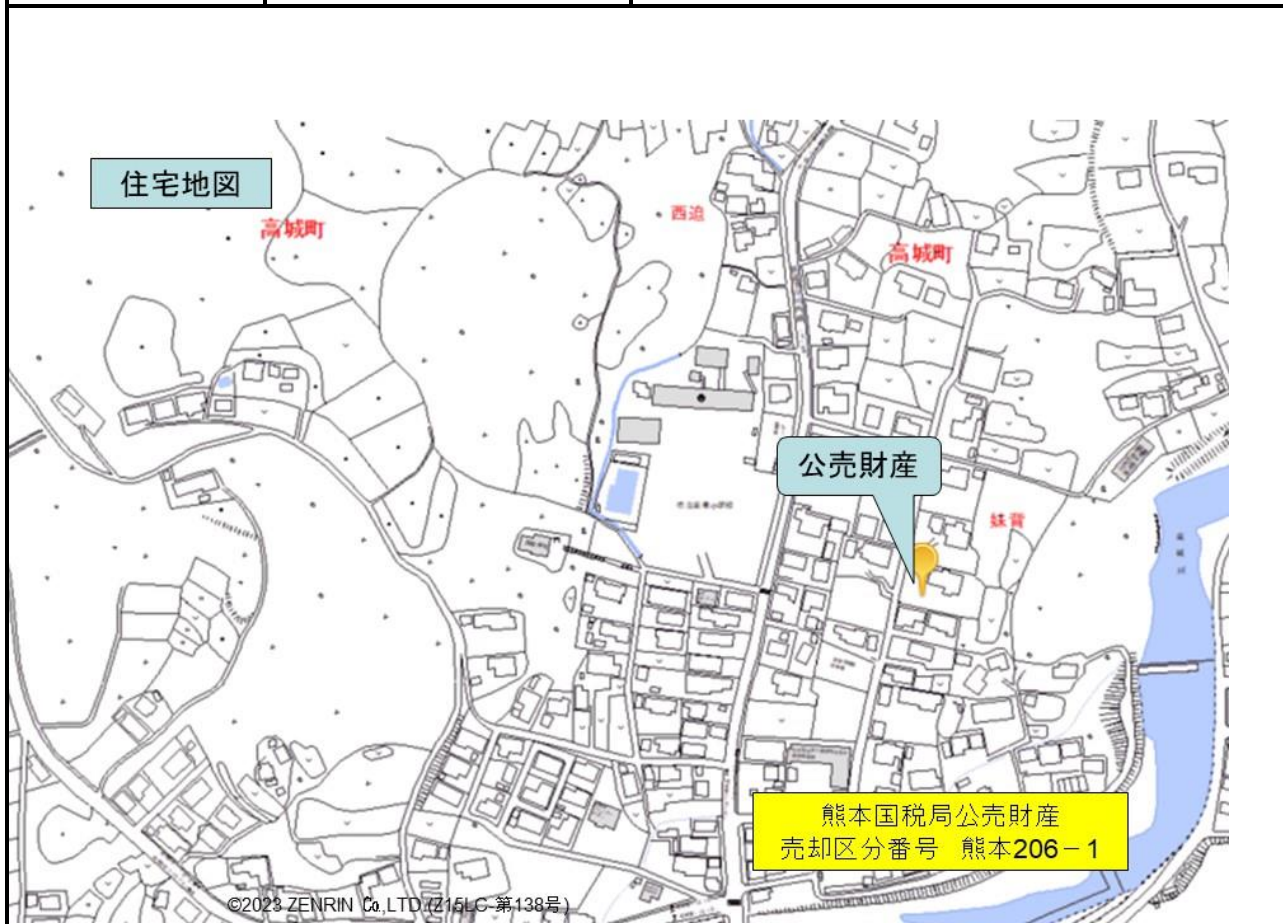 住宅地図
高城町
西迫
高城町
公売財産
妹背
熊本国税局公売財産
売却区分番号 熊本206－1
©2023 ZENRIN Co.,LTD.(Z15LC-第138号)